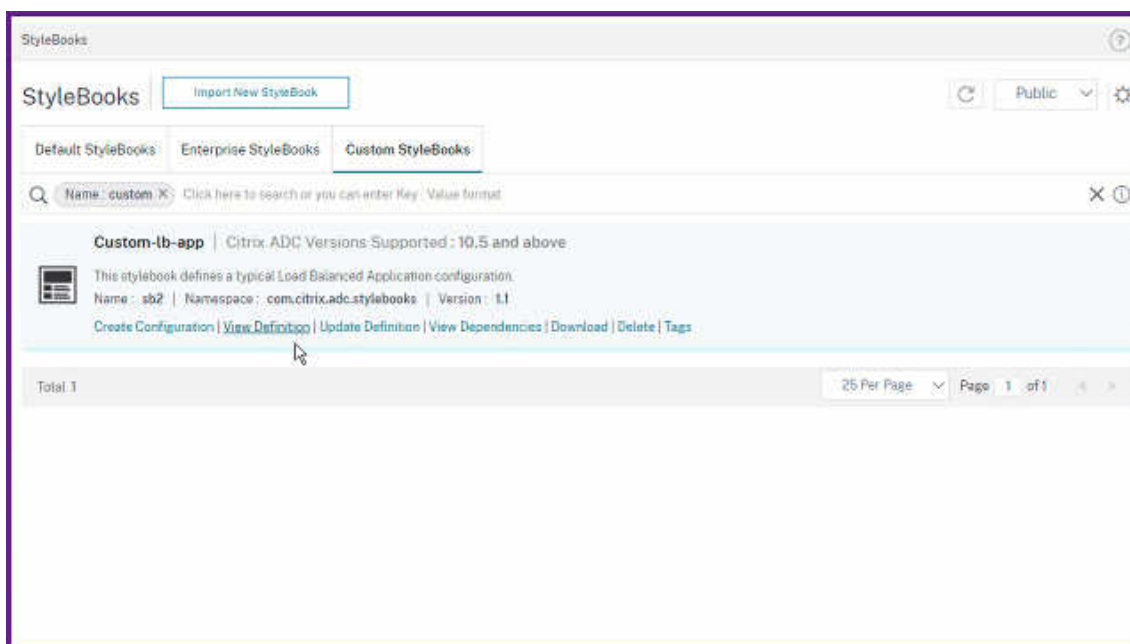 StyleBooks
StyleBooks | Import New StyleBook
Public
Default StyleBooks Enterprise StyleBooks Custom StyleBooks
Name : custom X Click here to search or you can enter Key : Value format
Custom-lb-app | Citrix ADC Versions Supported : 10.5 and above
This stylebook defines a typical Load Balanced Application configuration.
Name : sb2 | Namespace : com.citrix.adc.stylebooks | Version : 1.1
Create Configuration | View Definition | Update Definition | View Dependencies | Download | Delete | Tags
Total 1
25 Per Page Page 1 of 1